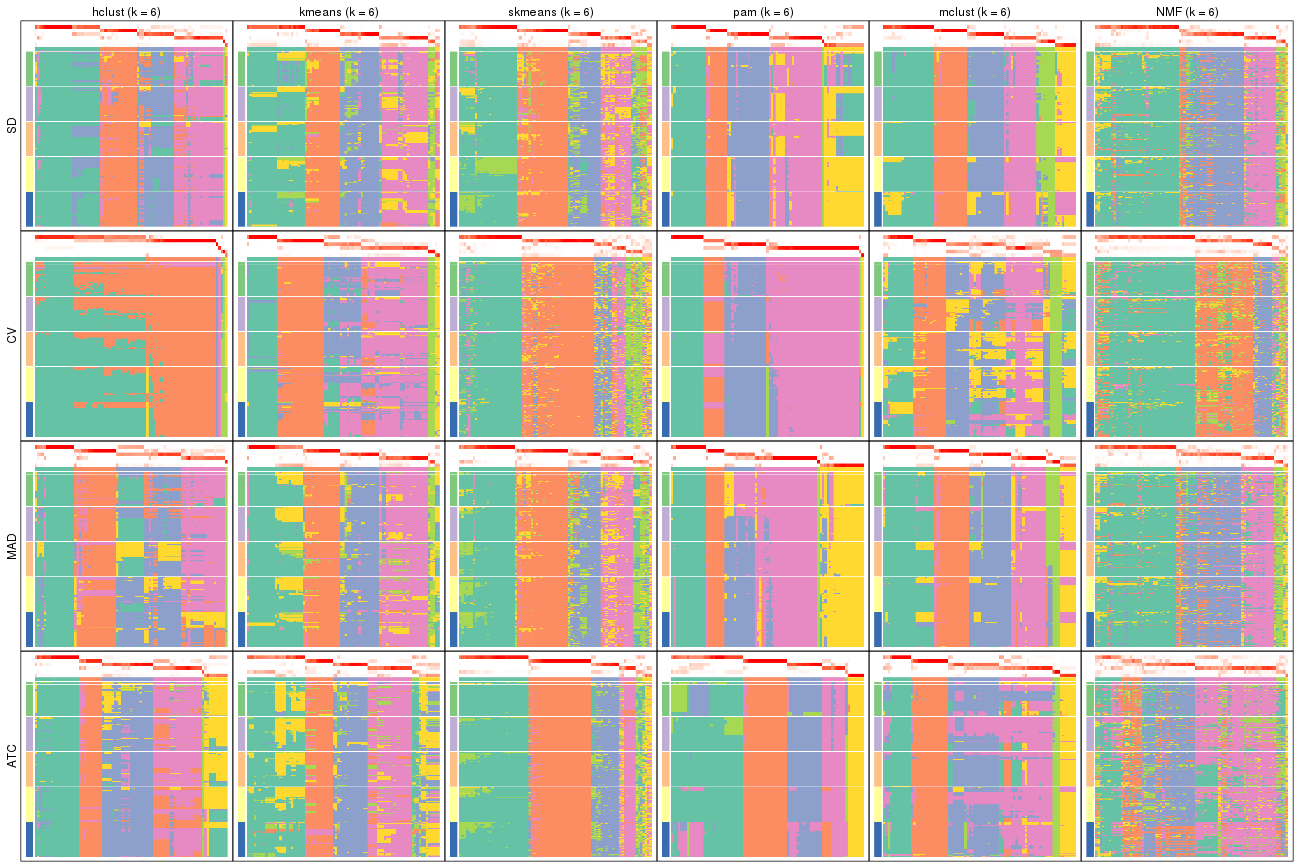 hclust (k = 6)
kmeans (k = 6)
skmeans (k = 6)
pam (k = 6)
mclust (k = 6)
NMF (k = 6)
SD
CV
MAD
ATC